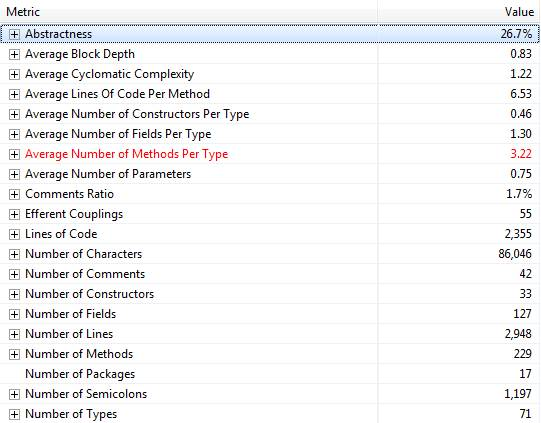 Metric Value
Abstractness 26.7%
Average Block Depth 0.83
Average Cyclomatic Complexity 1.22
Average Lines Of Code Per Method 6.53
Average Number of Constructors Per Type 0.46
Average Number of Fields Per Type 1.30
Average Number of Methods Per Type 3.22
Average Number of Parameters 0.75
Comments Ratio 1.7%
Efferent Couplings 55
Lines of Code 2,355
Number of Characters 86,046
Number of Comments 42
Number of Constructors 33
Number of Fields 127
Number of Lines 2,948
Number of Methods 229
Number of Packages 17
Number of Semicolons 1,197
Number of Types 71